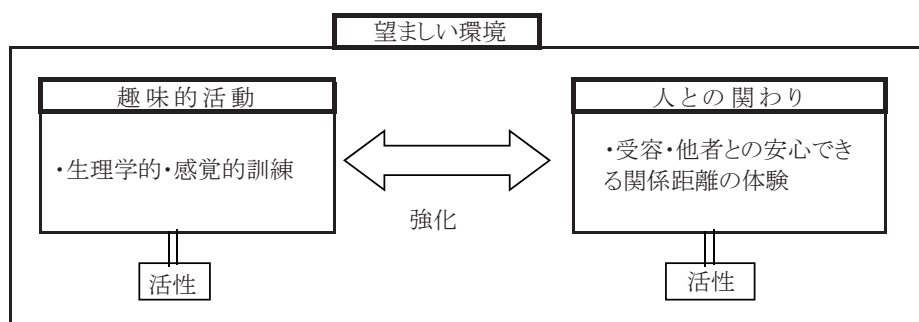 望ましい環境
趣味的活動
・生理学的・感覚的訓練
活性
強化
人との関わり
・受容・他者との安心でき
る関係距離の体験
活性